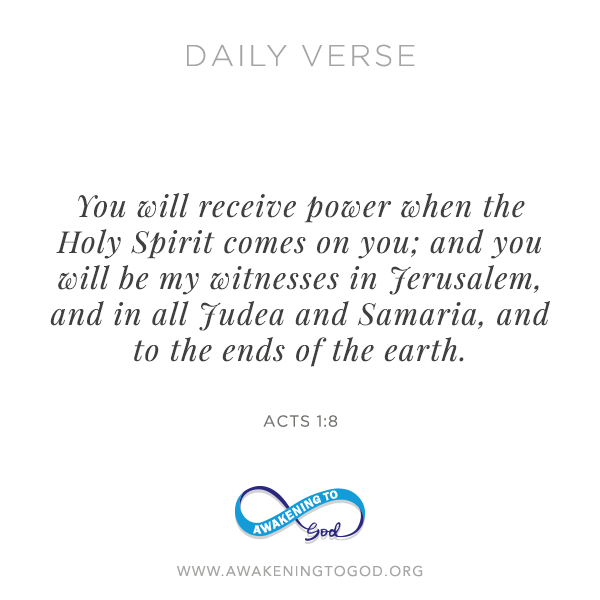 DAILY VERSE
You will receive power when the
Holy Spirit comes on you; and you
will be my witnesses in Jerusalem,
and in all Judea and Samaria, and
to the ends of the earth.
ACTS 1:8
AWAKENING TO
God
WWW.AWAKENINGTOGOD.ORG